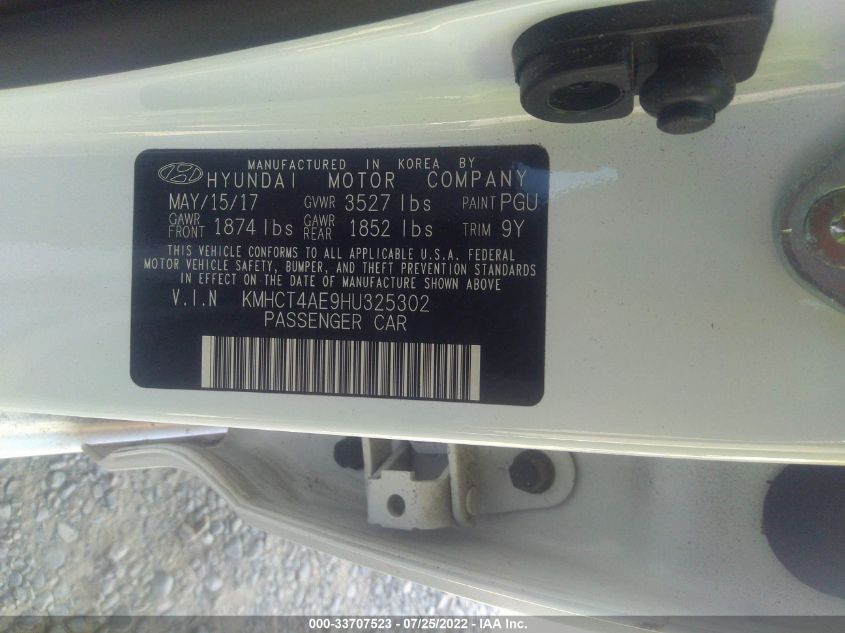 MANUFACTURED IN KOREA BY
HYUNDAI MOTOR COMPANY
MAY/15/17 GVWR 3527 lbs PAINT PGU
GAWR FRONT 1874 lbs GAWR REAR 1852 lbs TRIM 9Y
THIS VEHICLE CONFORMS TO ALL APPLICABLE U.S.A. FEDERAL
MOTOR VEHICLE SAFETY, BUMPER, AND THEFT PREVENTION STANDARDS
IN EFFECT ON THE DATE OF MANUFACTURE SHOWN ABOVE
V.I.N KMHCT4AE9HU325302
PASSENGER CAR
000-33707523 - 07/25/2022 - IAA Inc.